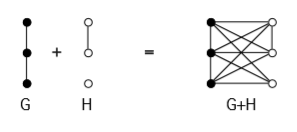 + =
G H G+H